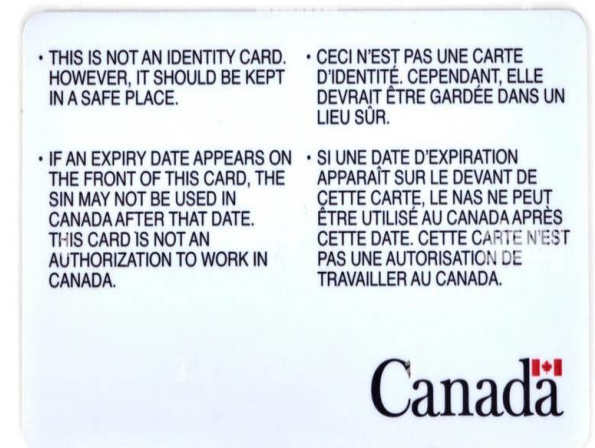 • THIS IS NOT AN IDENTITY CARD.
HOWEVER, IT SHOULD BE KEPT
IN A SAFE PLACE.
• IF AN EXPIRY DATE APPEARS ON
THE FRONT OF THIS CARD, THE
SIN MAY NOT BE USED IN
CANADA AFTER THAT DATE.
THIS CARD IS NOT AN
AUTHORIZATION TO WORK IN
CANADA.
• CECI N'EST PAS UNE CARTE
D'IDENTITÉ. CEPENDANT, ELLE
DEVRAIT ÊTRE GARDÉE DANS UN
LIEU SÛR.
• SI UNE DATE D'EXPIRATION
APPARAÎT SUR LE DEVANT DE
CETTE CARTE, LE NAS NE PEUT
ÊTRE UTILISÉ AU CANADA APRÈS
CETTE DATE. CETTE CARTE N'EST
PAS UNE AUTORISATION DE
TRAVAILLER AU CANADA.
Canada